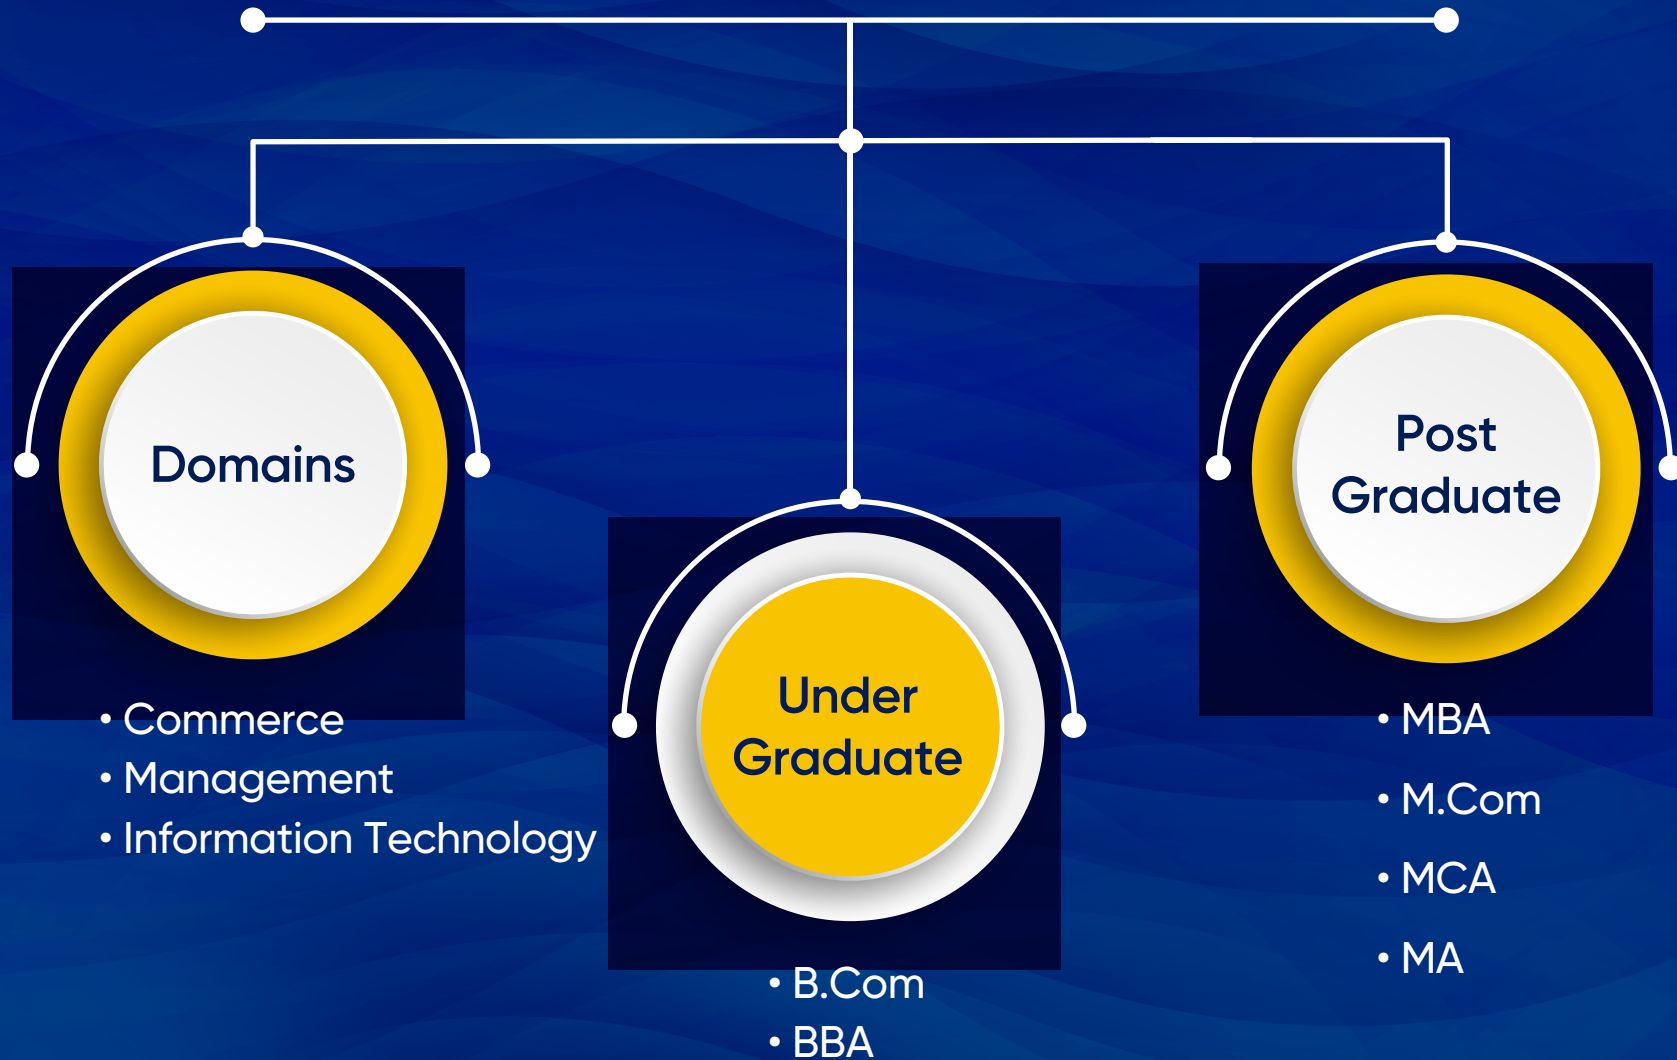 Domains
• Commerce
• Management
• Information Technology
Under
Graduate
• B.Com
• BBA
Post
Graduate
• MBA
• M.Com
• MCA
• MA